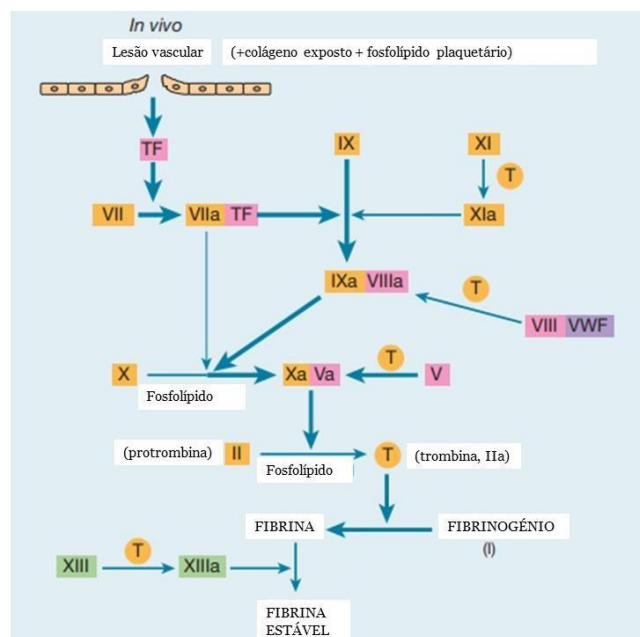 In vivo
Lesão vascular (+colágeno exposto + fosfolípido plaquetário)
TF IX XI
T
VII VIIa TF XIa
IXa VIIIa T
VIII VWF
X Xa Va T V
Fosfolípido
(protrombina) II T (trombina, IIa)
Fosfolípido
FIBRINA FIBRINOGÉNIO
(I)
T
XIII XIIIa
FIBRINA
ESTÁVEL